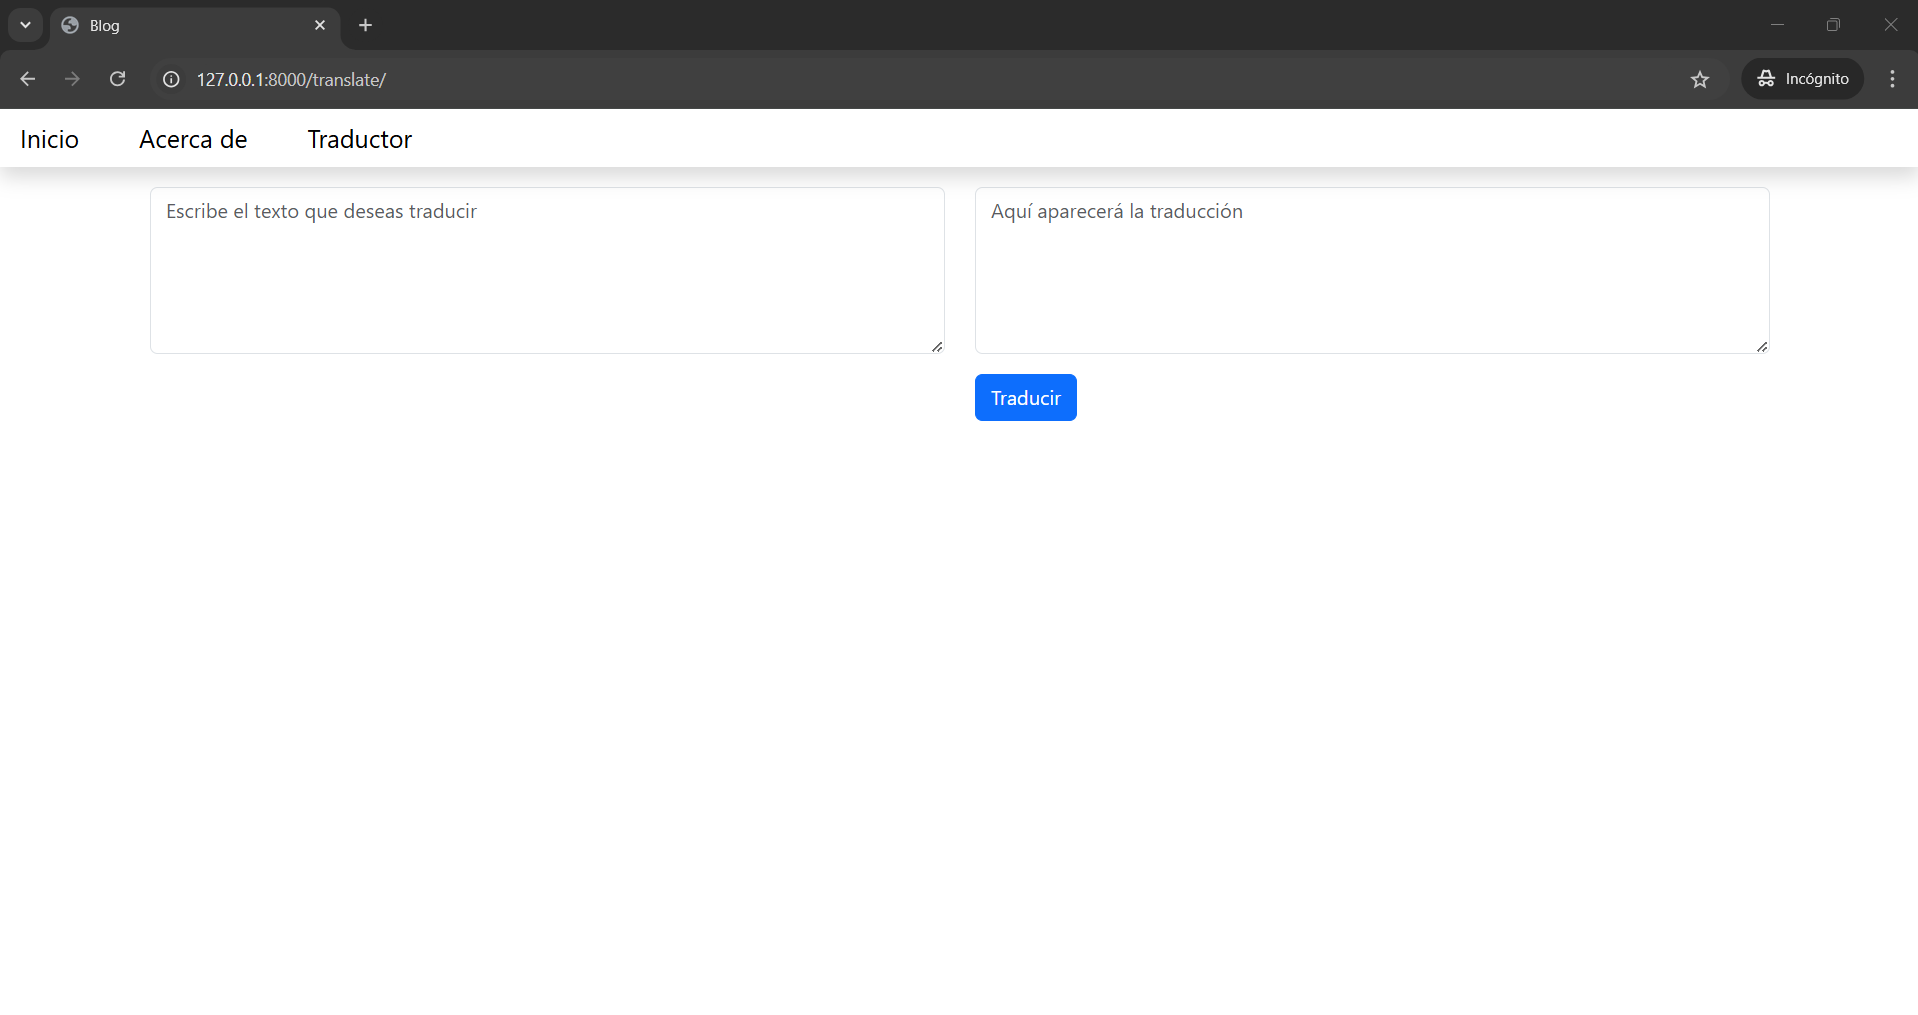 Blog
127.0.0.1:8000/translate/
Incógnito
Inicio Acerca de Traductor
Escribe el texto que deseas traducir
Aquí aparecerá la traducción
Traducir